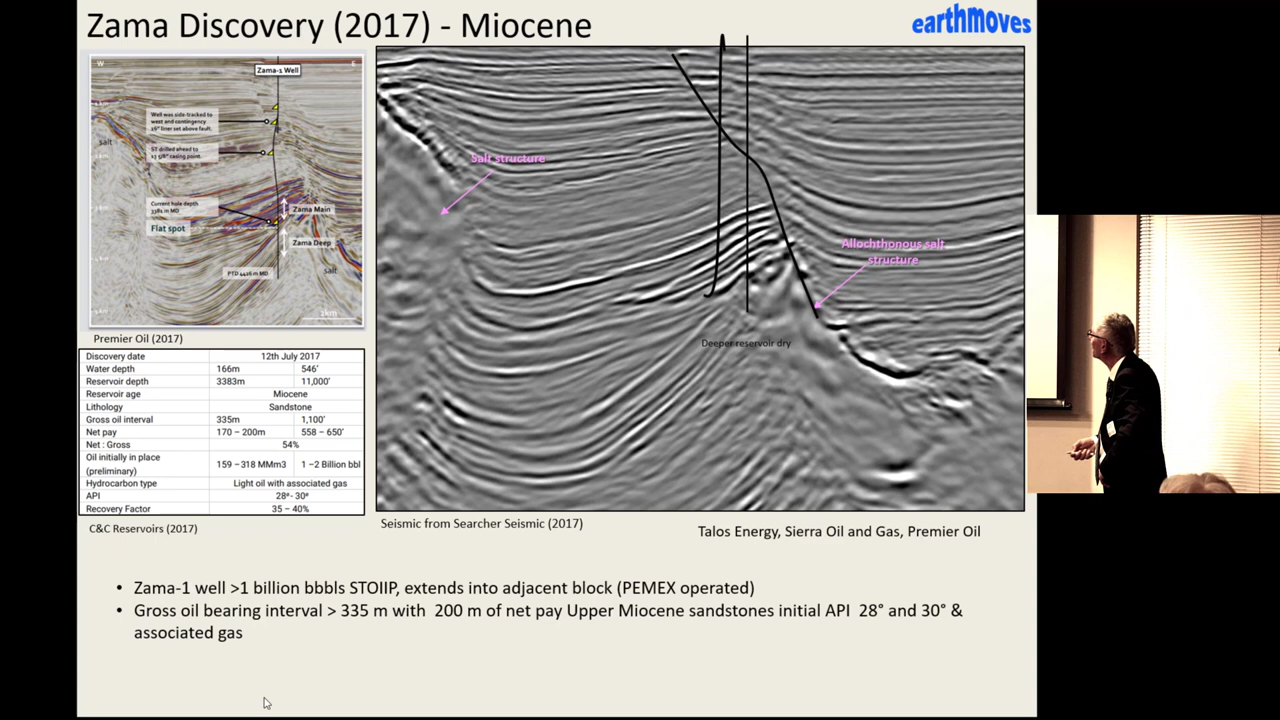 Zama Discovery (2017) - Miocene
earthmoves
W
E
Zama-1 Well
Well was side-tracked to
west and contingency
16" liner set above fault.
salt
ST drilled ahead to
13 5/8" casing point.
Current hole depth
3382 m MD
Zama Main
Flat spot
Zama Deep
salt
PTD 4426 m MD
2km
Premier Oil (2017)
Salt structure
Allochthonous salt
structure
Deeper reservoir dry
Discovery date 12th July 2017
Water depth 166m 546'
Reservoir depth 3383m 11,000'
Reservoir age Miocene
Lithology Sandstone
Gross oil interval 335m 1,100'
Net pay 170 – 200m 558 – 650'
Net : Gross 54%
Oil initially in place
(preliminary) 159 –318 MMm3 1 –2 Billion bbl
Hydrocarbon type Light oil with associated gas
API 28º- 30º
Recovery Factor 35 – 40%
C&C Reservoirs (2017)
Seismic from Searcher Seismic (2017)
Talos Energy, Sierra Oil and Gas, Premier Oil
• Zama-1 well >1 billion bbbls STOIIP, extends into adjacent block (PEMEX operated)
• Gross oil bearing interval > 335 m with 200 m of net pay Upper Miocene sandstones initial API 28° and 30° &
associated gas